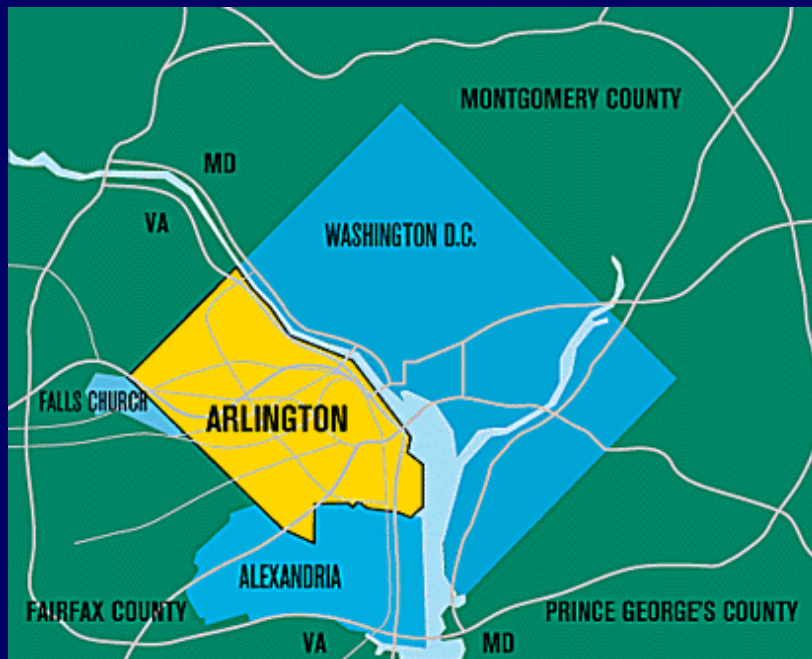 MONTGOMERY COUNTY
MD
VA
WASHINGTON D.C.
FALLS CHURCH
ARLINGTON
ALEXANDRIA
FAIRFAX COUNTY
PRINCE GEORGE'S COUNTY
VA
MD